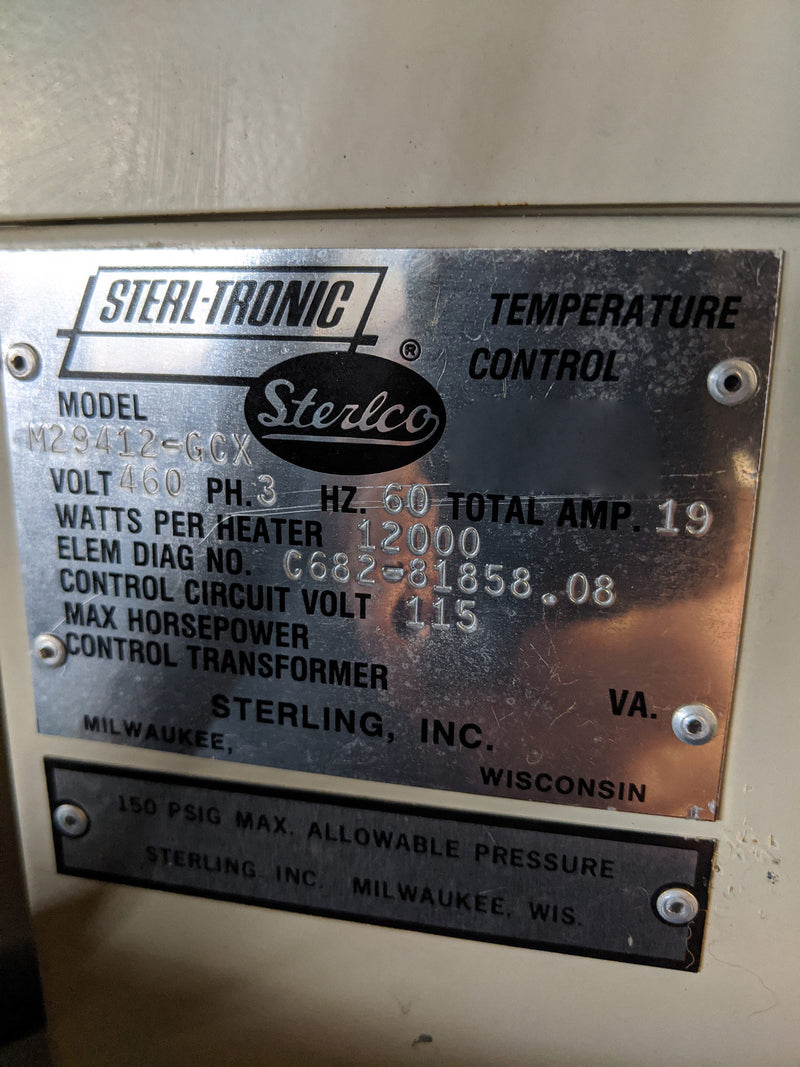 STERL-TRONIC
TEMPERATURE
CONTROL
®
Sterlco
MODEL
M29412-GCX
VOLT 460 PH. 3 HZ. 60 TOTAL AMP. 19
WATTS PER HEATER 12000
ELEM DIAG NO. C682-81858.08
CONTROL CIRCUIT VOLT 115
MAX HORSEPOWER
CONTROL TRANSFORMER VA.
STERLING, INC.
MILWAUKEE, WISCONSIN
150 PSIG MAX. ALLOWABLE PRESSURE
STERLING INC. MILWAUKEE, WIS.